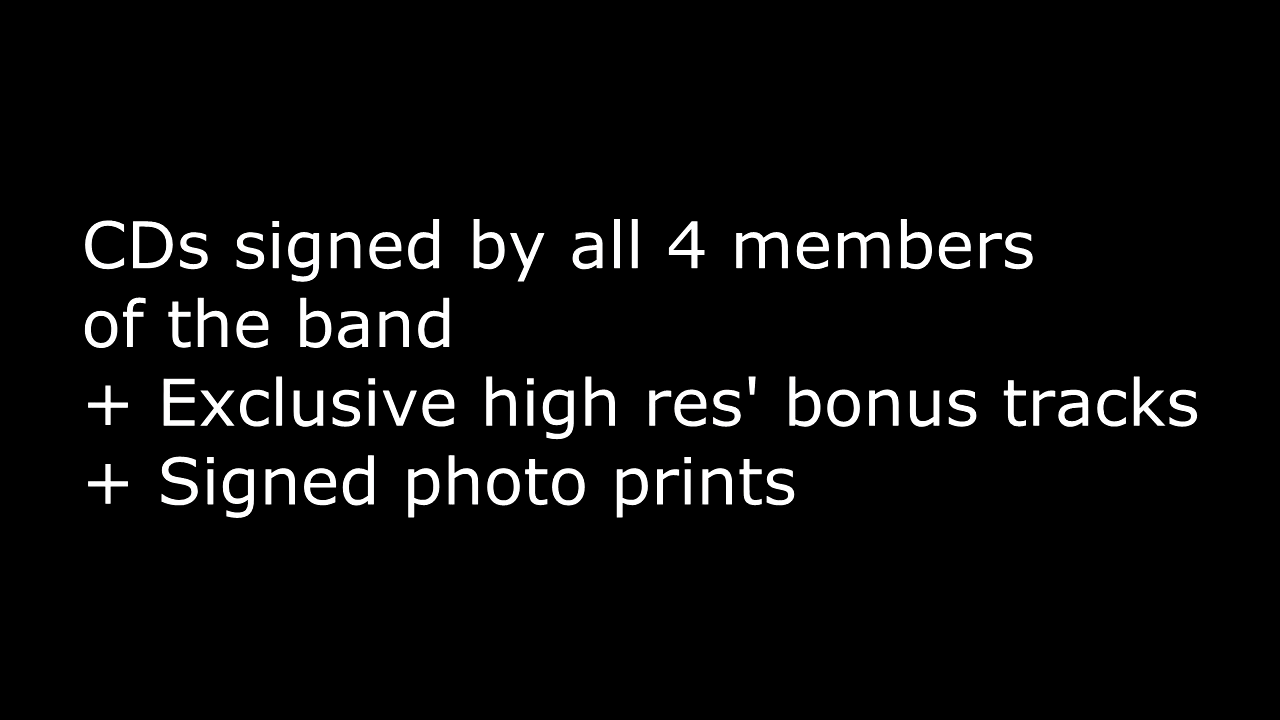 CDs signed by all 4 members
of the band
+ Exclusive high res' bonus tracks
+ Signed photo prints